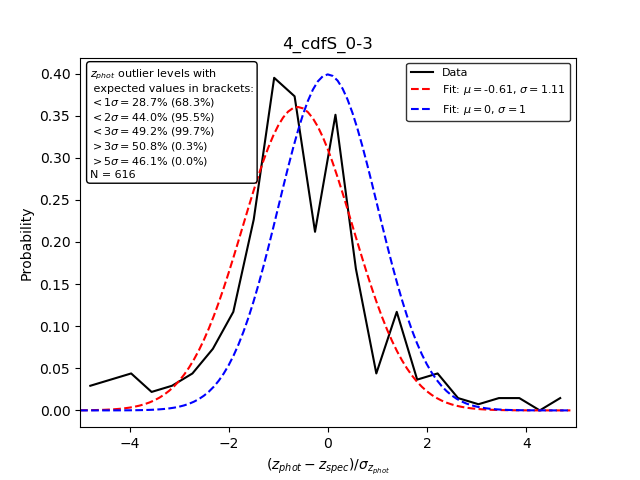 4_cdfS_0-3
z_phot outlier levels with
expected values in brackets:
< 1σ = 28.7% (68.3%)
< 2σ = 44.0% (95.5%)
< 3σ = 49.2% (99.7%)
> 3σ = 50.8% (0.3%)
> 5σ = 46.1% (0.0%)
N = 616
Data
Fit: μ = -0.61, σ = 1.11
Fit: μ = 0, σ = 1
Probability
0.40
0.35
0.30
0.25
0.20
0.15
0.10
0.05
0.00
−4 −2 0 2 4
(z_phot − z_spec)/σ_z_phot